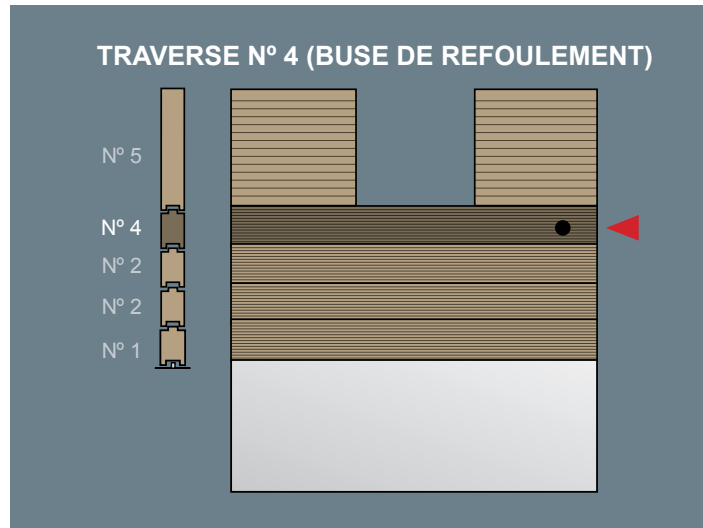 TRAVERSE Nº 4 (BUSE DE REFOULEMENT)
Nº 5
Nº 4
Nº 2
Nº 2
Nº 1